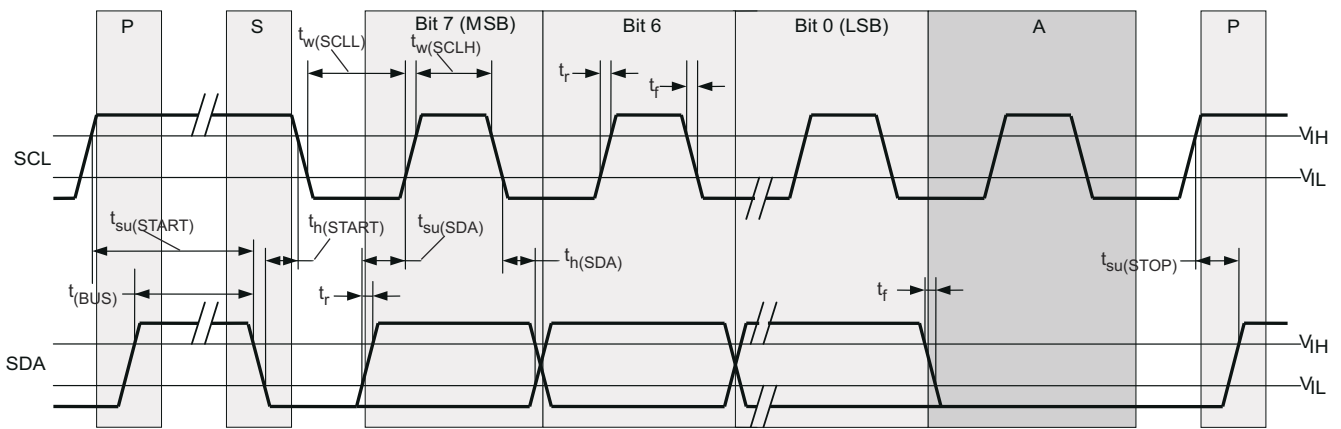 P S Bit 7 (MSB) Bit 6 Bit 0 (LSB) A P
tw(SCLL) tw(SCLH) tr tf
VIH
SCL
VIL
tsu(START) th(START) tsu(SDA) th(SDA) tsu(STOP)
t(BUS) tr tf
VIH
SDA
VIL